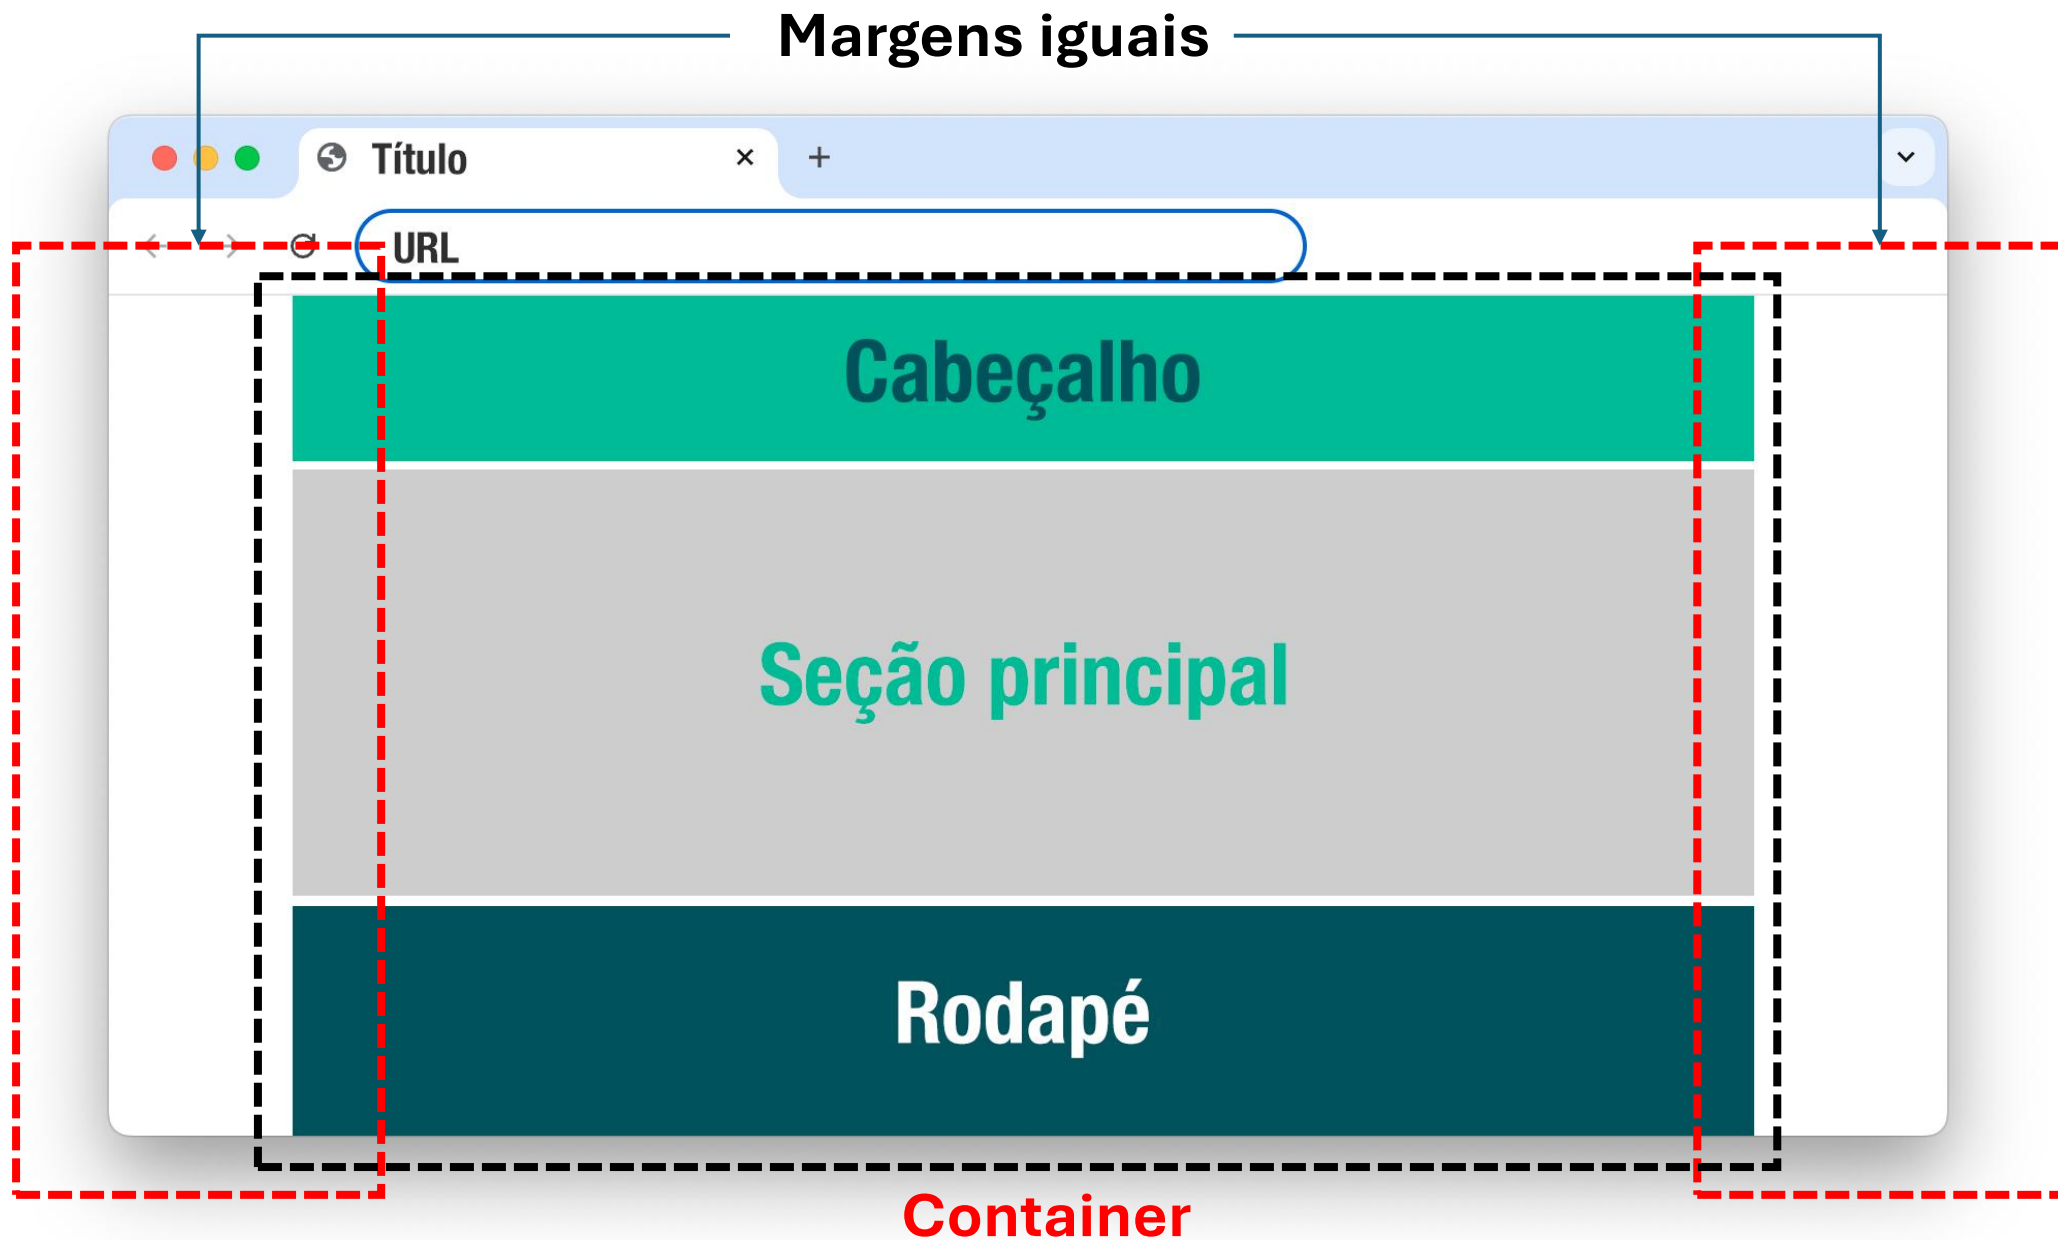 Margens iguais
Título
URL
Cabeçalho
Seção principal
Rodapé
Container